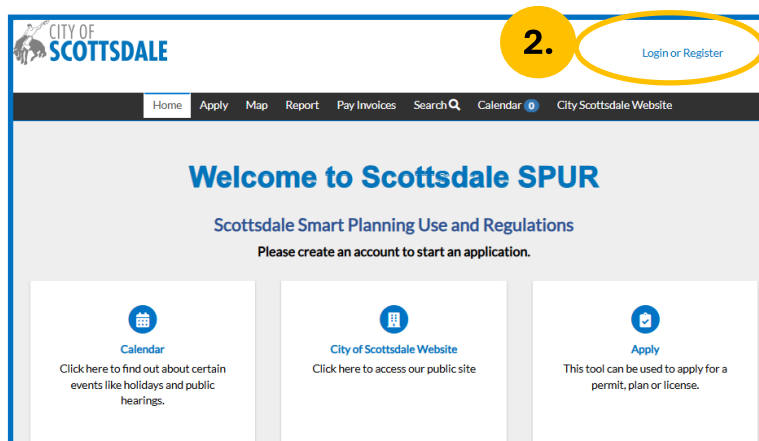 CITY OF
SCOTTSDALE
2.
Login or Register
Home Apply Map Report Pay Invoices Search Calendar 0 City Scottsdale Website
Welcome to Scottsdale SPUR
Scottsdale Smart Planning Use and Regulations
Please create an account to start an application.
Calendar
Click here to find out about certain
events like holidays and public
hearings.
City of Scottsdale Website
Click here to access our public site
Apply
This tool can be used to apply for a
permit, plan or license.